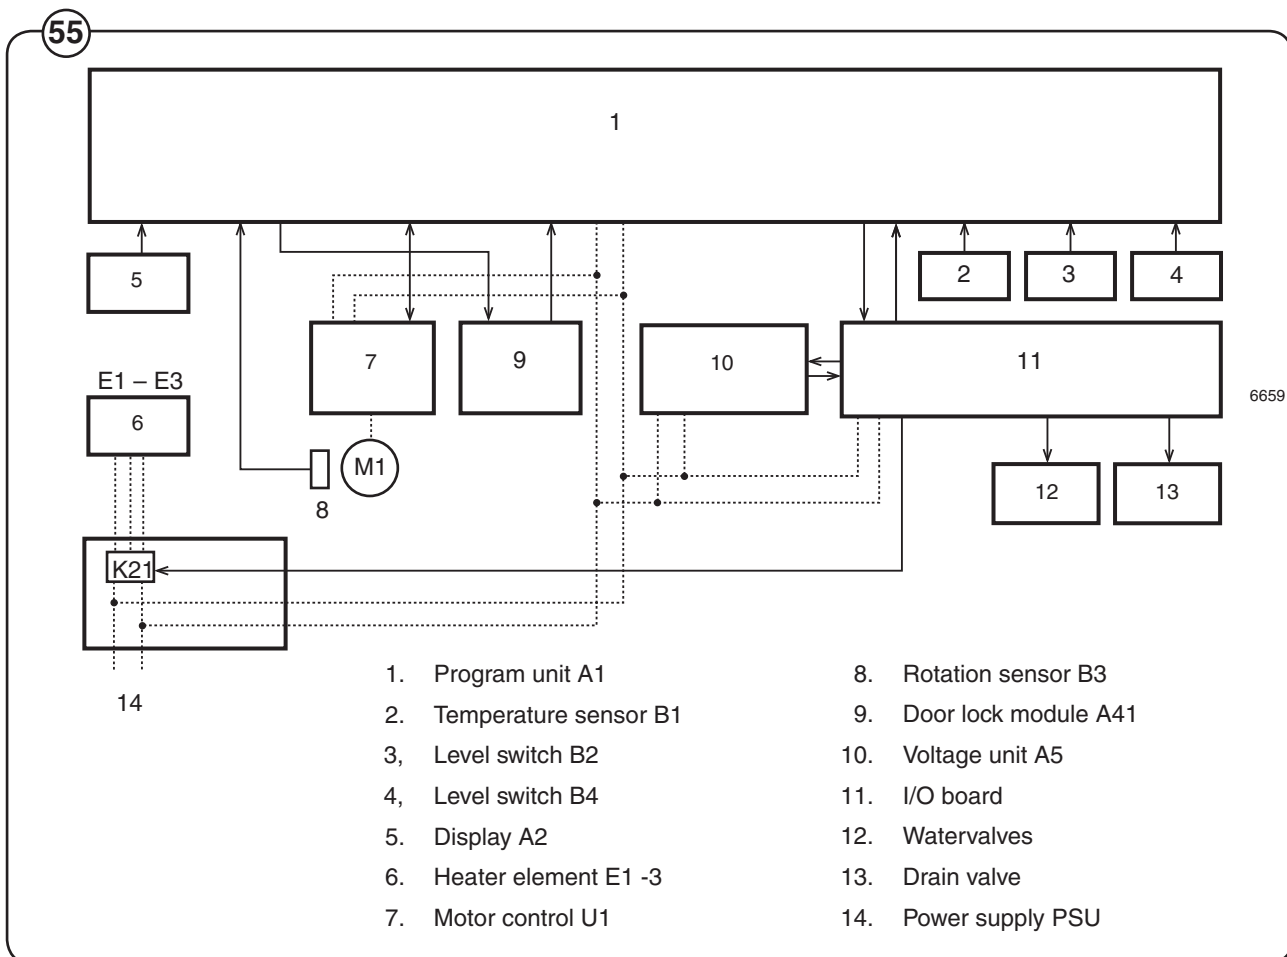 55
1
5
2
3
4
7
9
10
11
E1 – E3
6
6659
M1
8
12
13
K21
14
1. Program unit A1
2. Temperature sensor B1
3, Level switch B2
4, Level switch B4
5. Display A2
6. Heater element E1 -3
7. Motor control U1
8. Rotation sensor B3
9. Door lock module A41
10. Voltage unit A5
11. I/O board
12. Watervalves
13. Drain valve
14. Power supply PSU